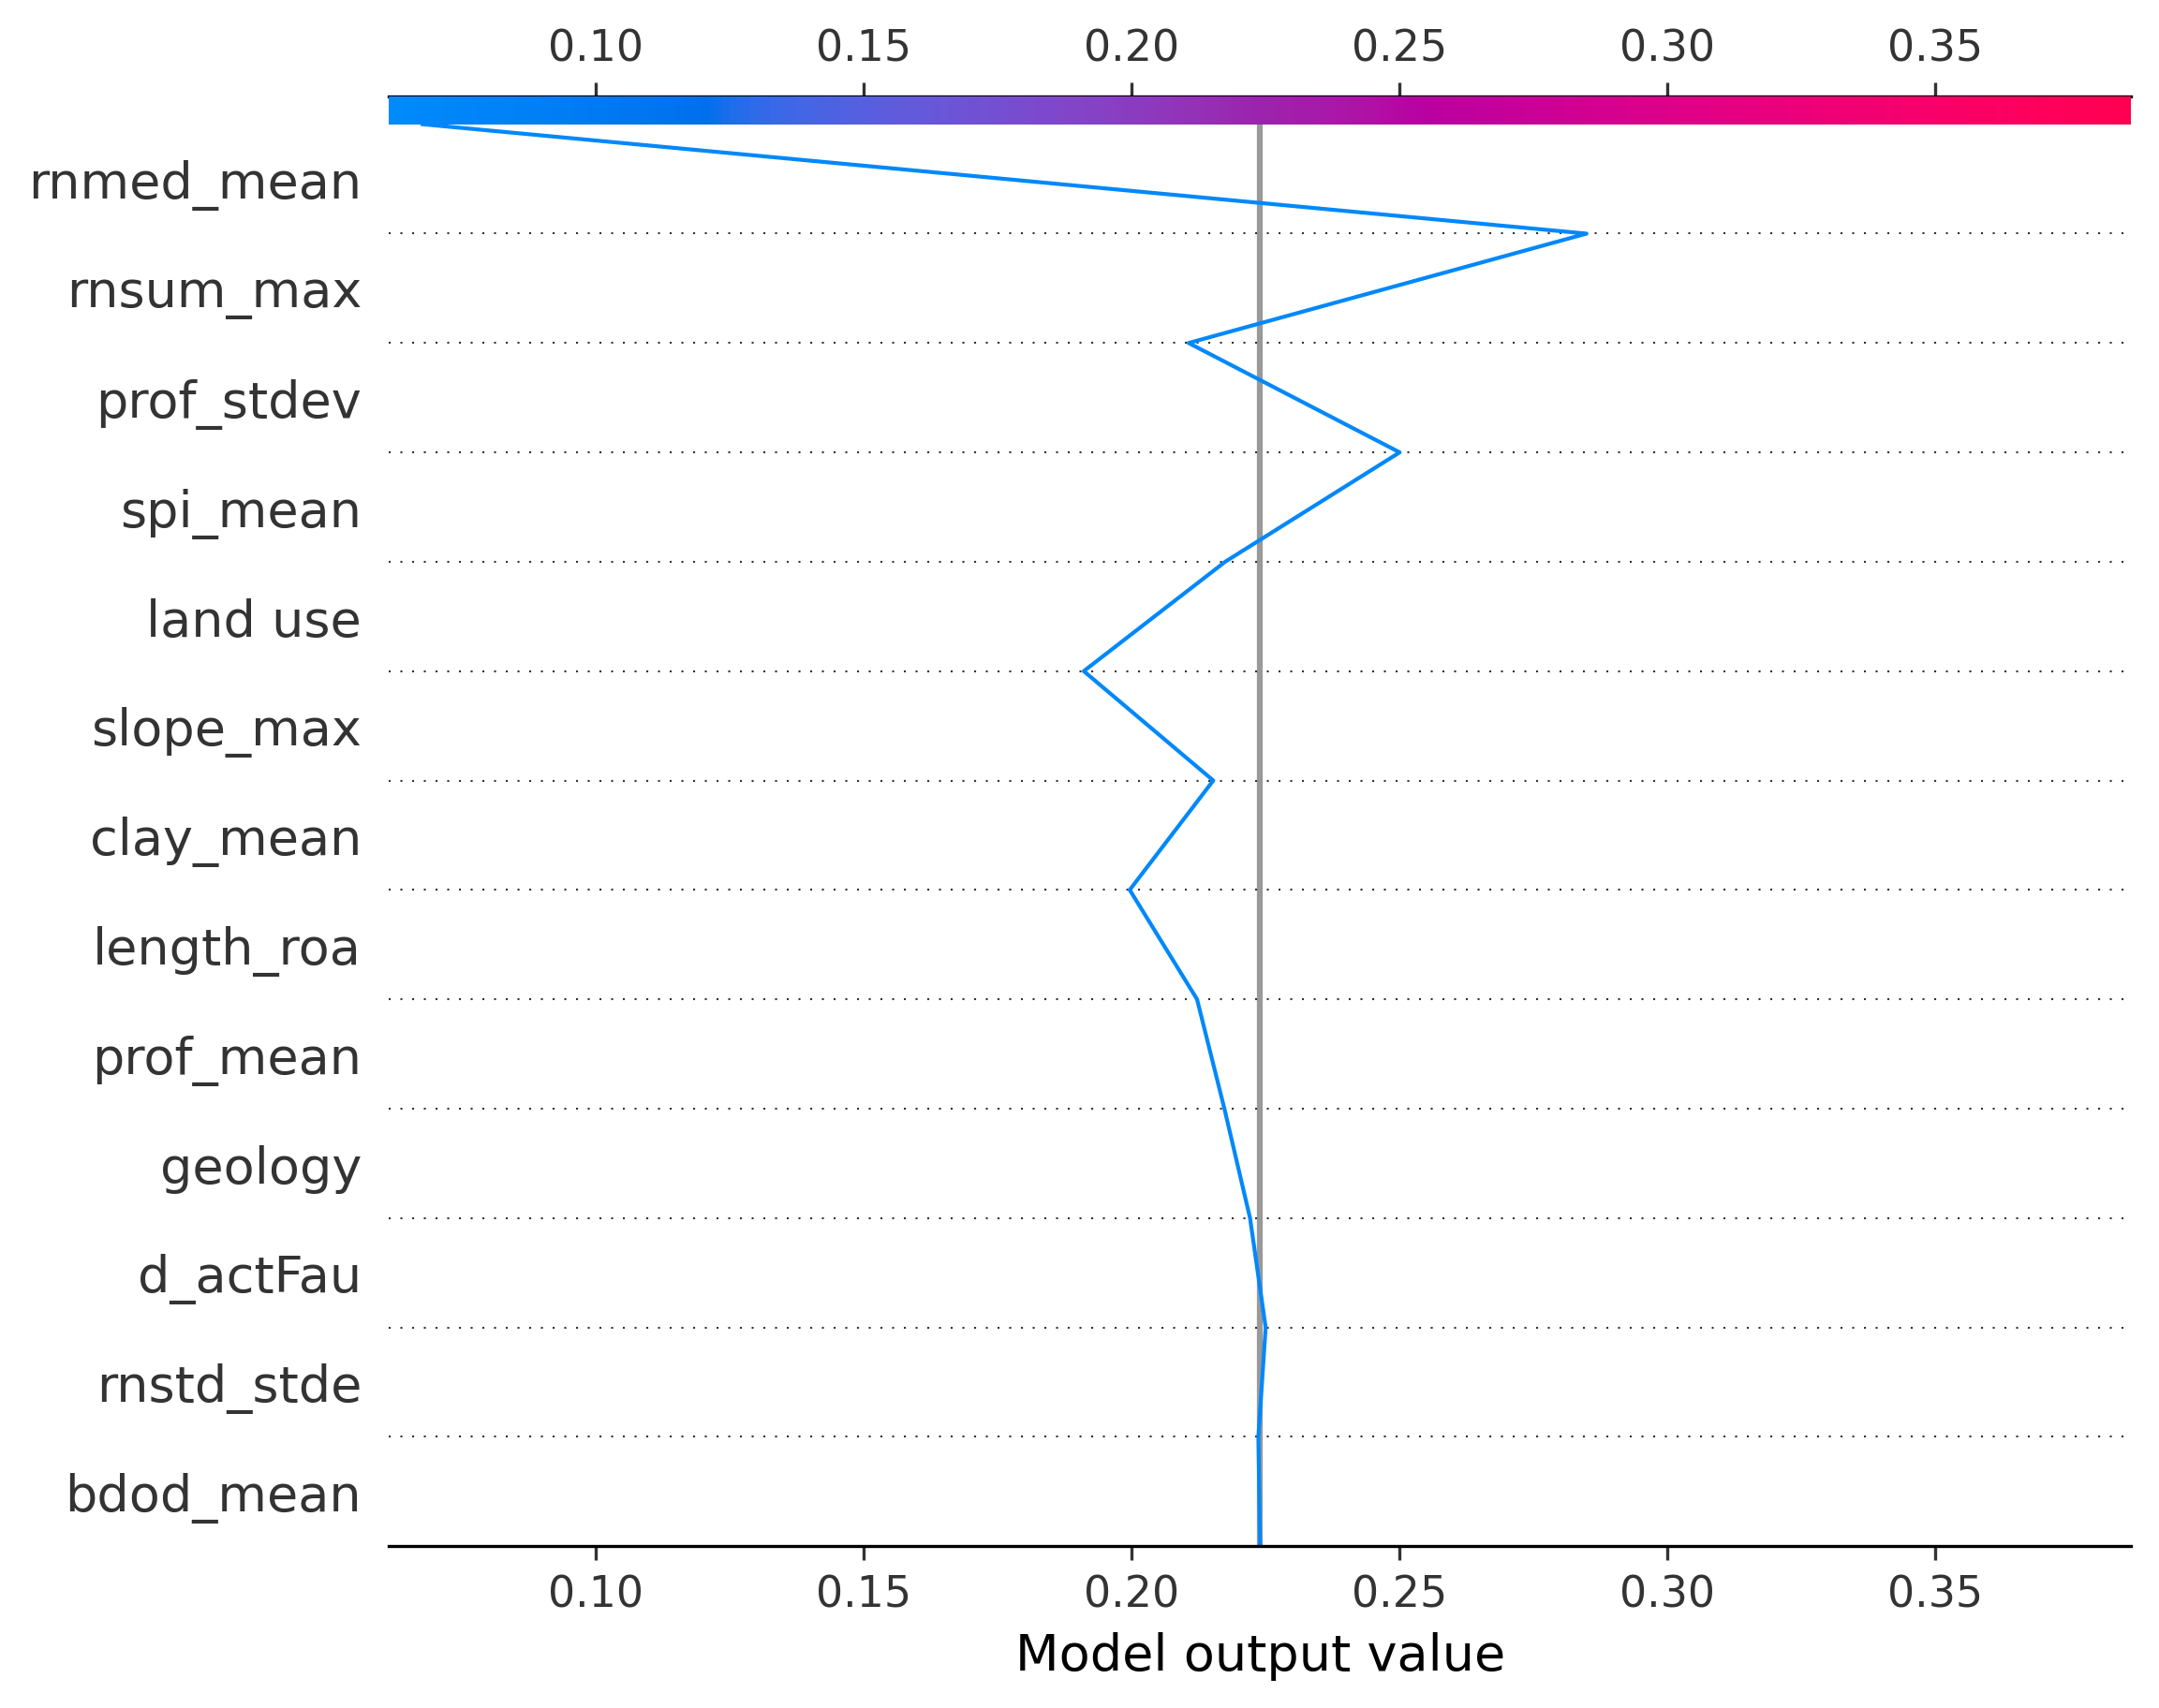 0.10 0.15 0.20 0.25 0.30 0.35
rnmed_mean
rnsum_max
prof_stdev
spi_mean
land use
slope_max
clay_mean
length_roa
prof_mean
geology
d_actFau
rnstd_stde
bdod_mean
0.10 0.15 0.20 0.25 0.30 0.35
Model output value